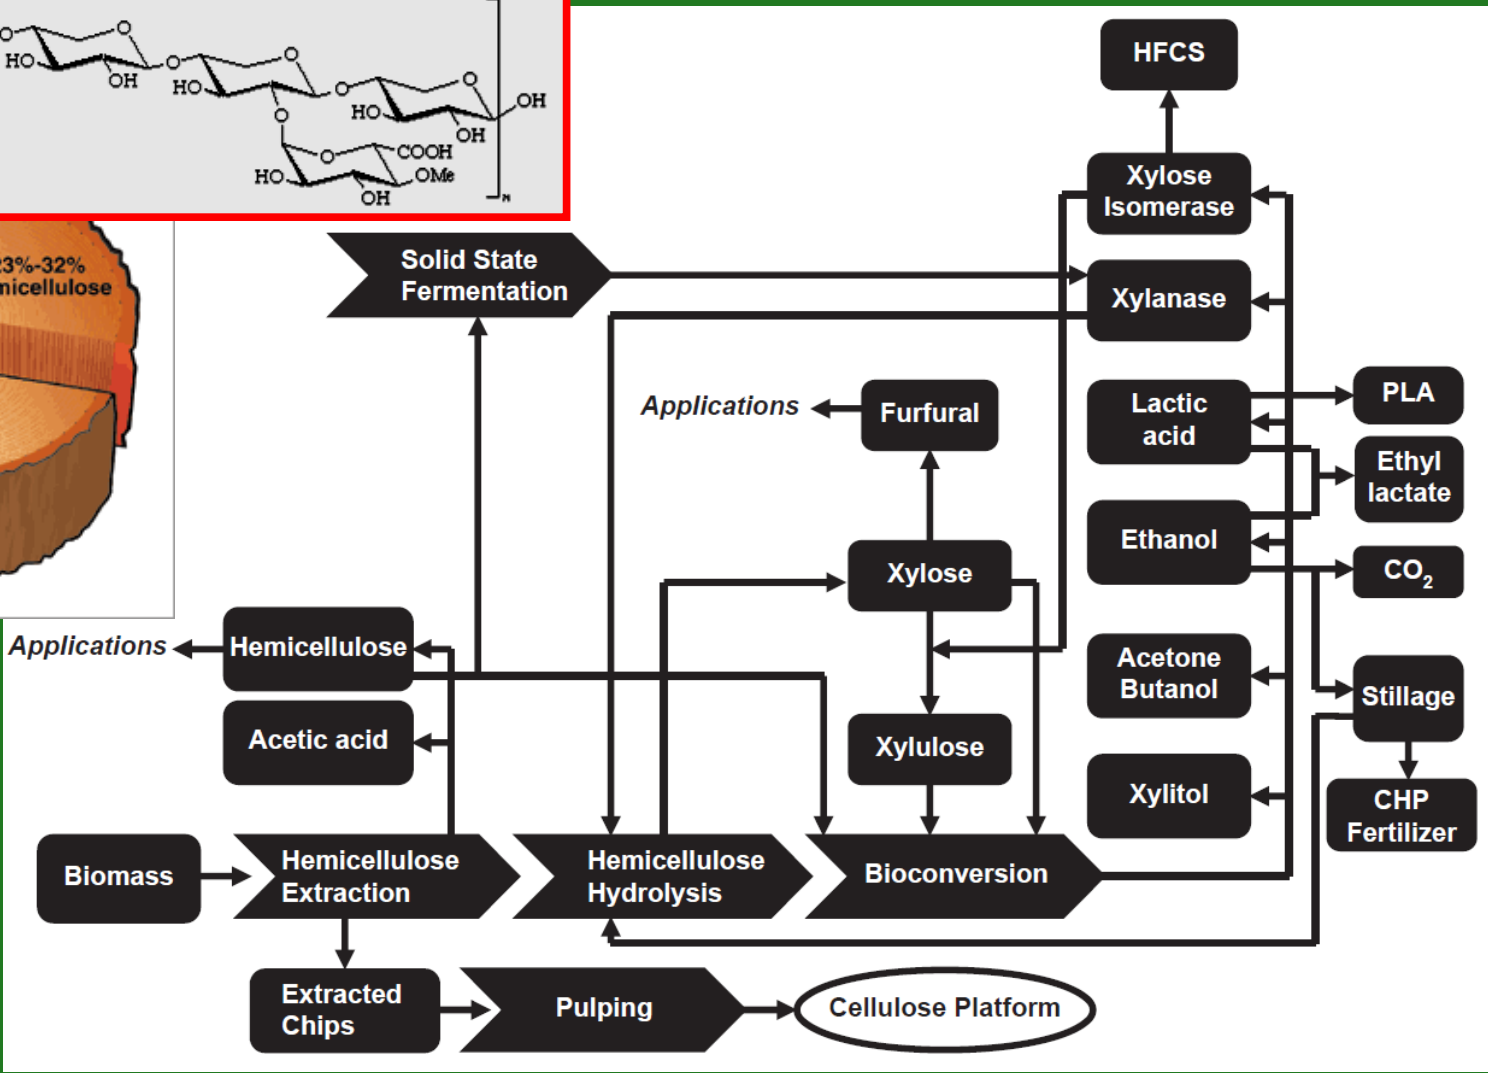 O
O
O
O
O
O
HO
OH
HO
HO
OH
OH
O
O
COOH
HO
OMe
OH
N
23%-32%
HFCS
Xylose
Isomerase
Solid State
Fermentation
Xylanase
Applications
Furfural
Lactic
acid
PLA
Ethyl
lactate
Ethanol
CO₂
Xylose
Applications
Hemicellulose
Acetone
Butanol
Stillage
Acetic acid
Xylulose
Xylitol
CHP
Fertilizer
Biomass
Hemicellulose
Extraction
Hemicellulose
Hydrolysis
Bioconversion
Extracted
Chips
Pulping
Cellulose Platform